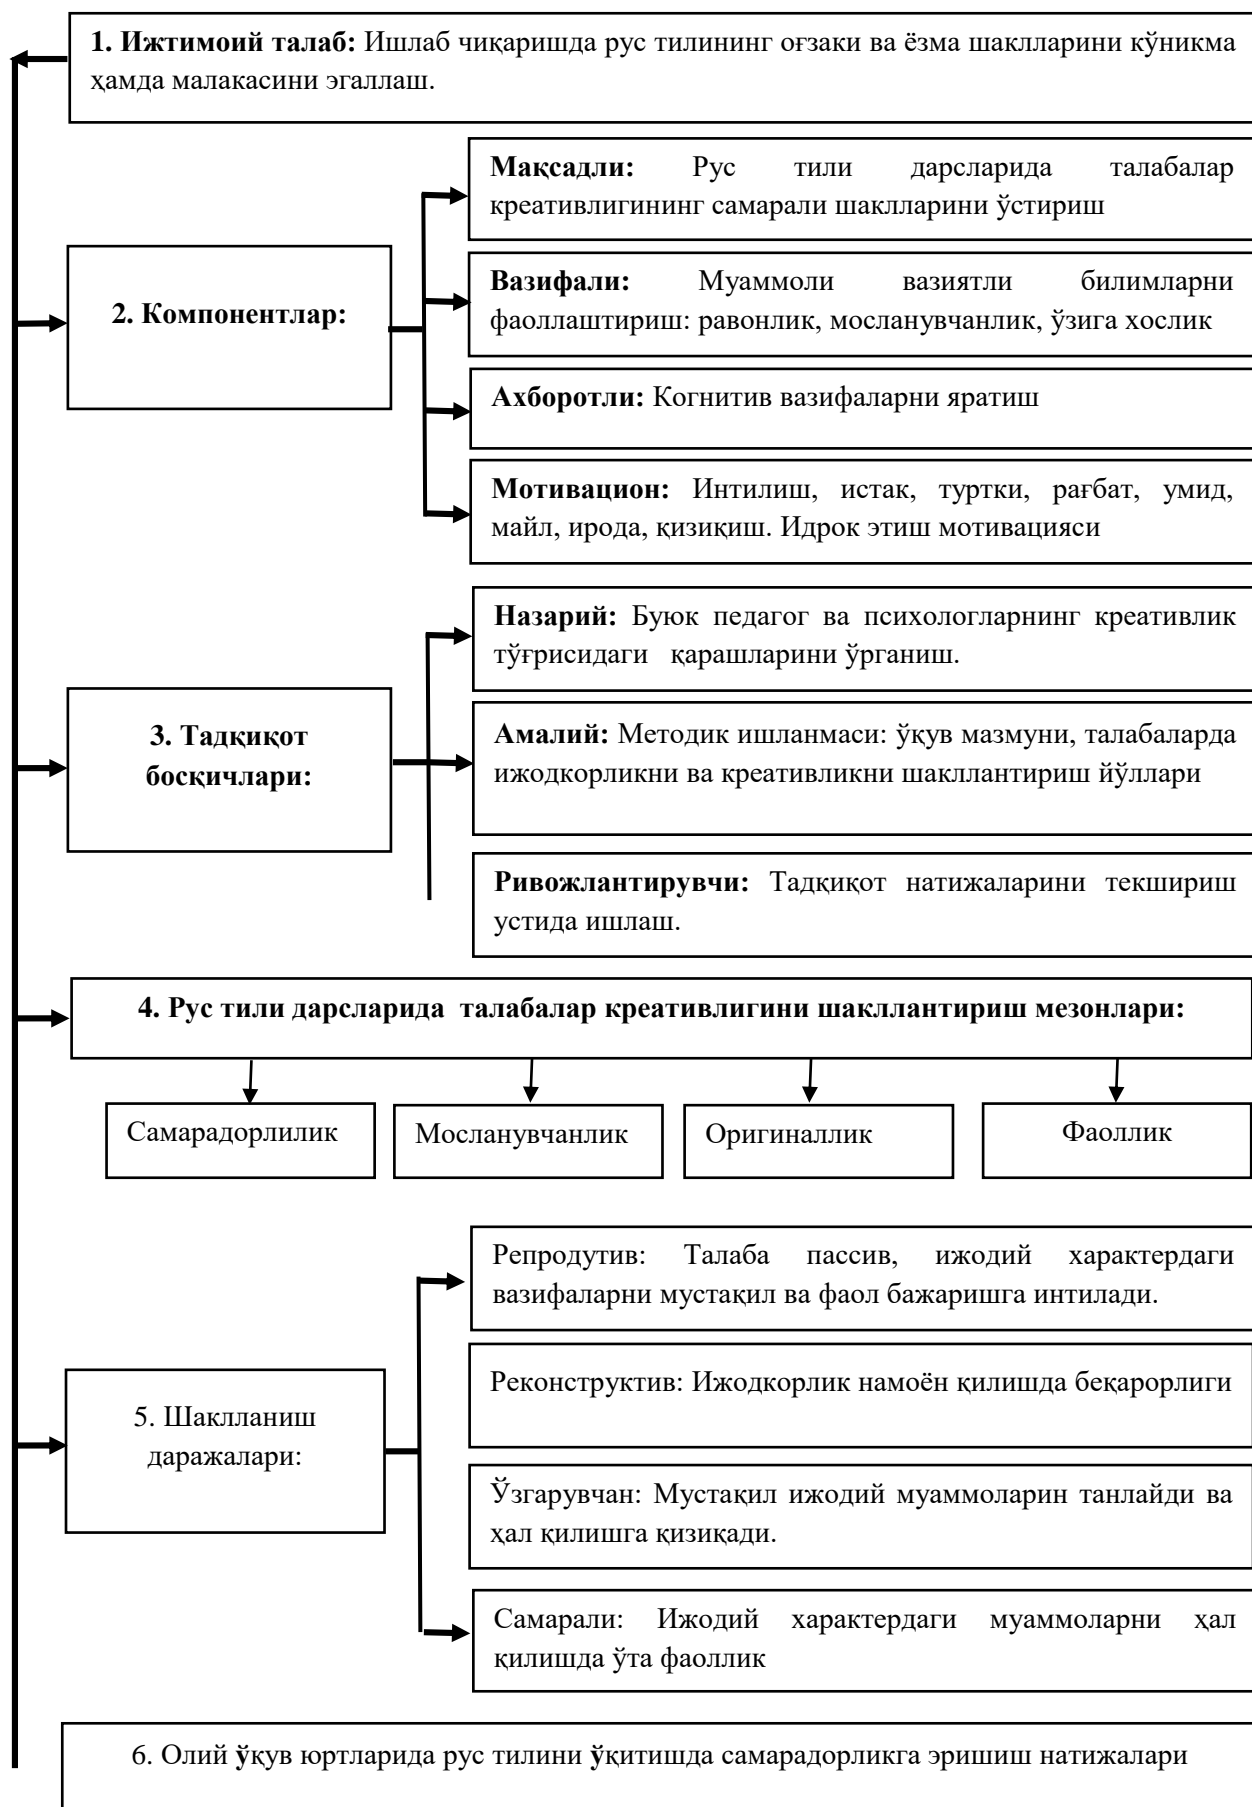 1. Ижтимоий талаб: Ишлаб чиқаришда рус тилининг оғзаки ва ёзма шаклларини кўникма
ҳамда малакасини эгаллаш.
2. Компонентлар:
Мақсадли: Рус тили дарсларида талабалар
креативлигининг самарали шаклларини ўстириш
Вазифали: Муаммоли вазиятли билимларни
фаоллаштириш: равонлик, мосланувчанлик, ўзига хослик
Ахборотли: Когнитив вазифаларни яратиш
Мотивацион: Интилиш, истак, туртки, рағбат, умид,
майл, ирода, қизиқиш. Идрок этиш мотивацияси
3. Тадқиқот
босқичлари:
Назарий: Буюк педагог ва психологларнинг креативлик
тўғрисидаги қарашларини ўрганиш.
Амалий: Методик ишланмаси: ўқув мазмуни, талабаларда
ижодкорликни ва креативликни шакллантириш йўллари
Ривожлантирувчи: Тадқиқот натижаларини текшириш
устида ишлаш.
4. Рус тили дарсларида талабалар креативлигини шакллантириш мезонлари:
Самарадорлилик
Мосланувчанлик
Оригиналлик
Фаоллик
5. Шаклланиш
даражалари:
Репродутив: Талаба пассив, ижодий характердаги
вазифаларни мустақил ва фаол бажаришга интилади.
Реконструктив: Ижодкорлик намоён қилишда беқарорлиги
Ўзгарувчан: Мустақил ижодий муаммоларин танлайди ва
ҳал қилишга қизиқади.
Самарали: Ижодий характердаги муаммоларни ҳал
қилишда ўта фаоллик
6. Олий ўқув юртларида рус тилини ўқитишда самарадорликга эришиш натижалари